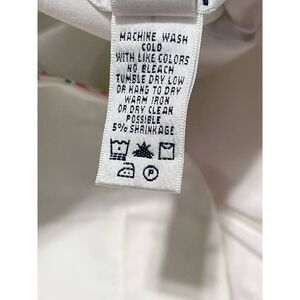 MACHINE WASH
COLD
WITH LIKE COLORS
NO BLEACH
TUMBLE DRY LOW
OR HANG TO DRY
WARM IRON
OR DRY CLEAN
POSSIBLE
5% SHRINKAGE
P